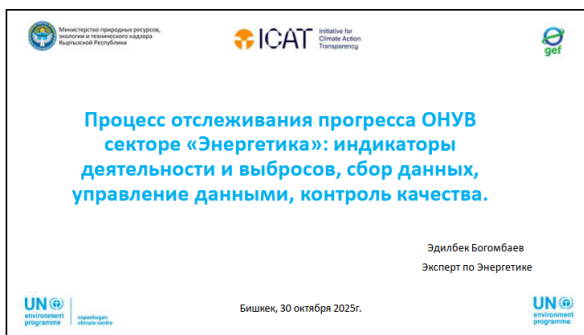 Министерство природных ресурсов,
экологии и технического надзора
Кыргызской Республики
ICAT
Initiative for
Climate Action
Transparency
gef
Процесс отслеживания прогресса ОНУВ
секторе «Энергетика»: индикаторы
деятельности и выбросов, сбор данных,
управление данными, контроль качества.
Эдилбек Богомбаев
Эксперт по Энергетике
Бишкек, 30 октября 2025г.
UN
environment
programme
copenhagen
climate centre
UN
environment
programme